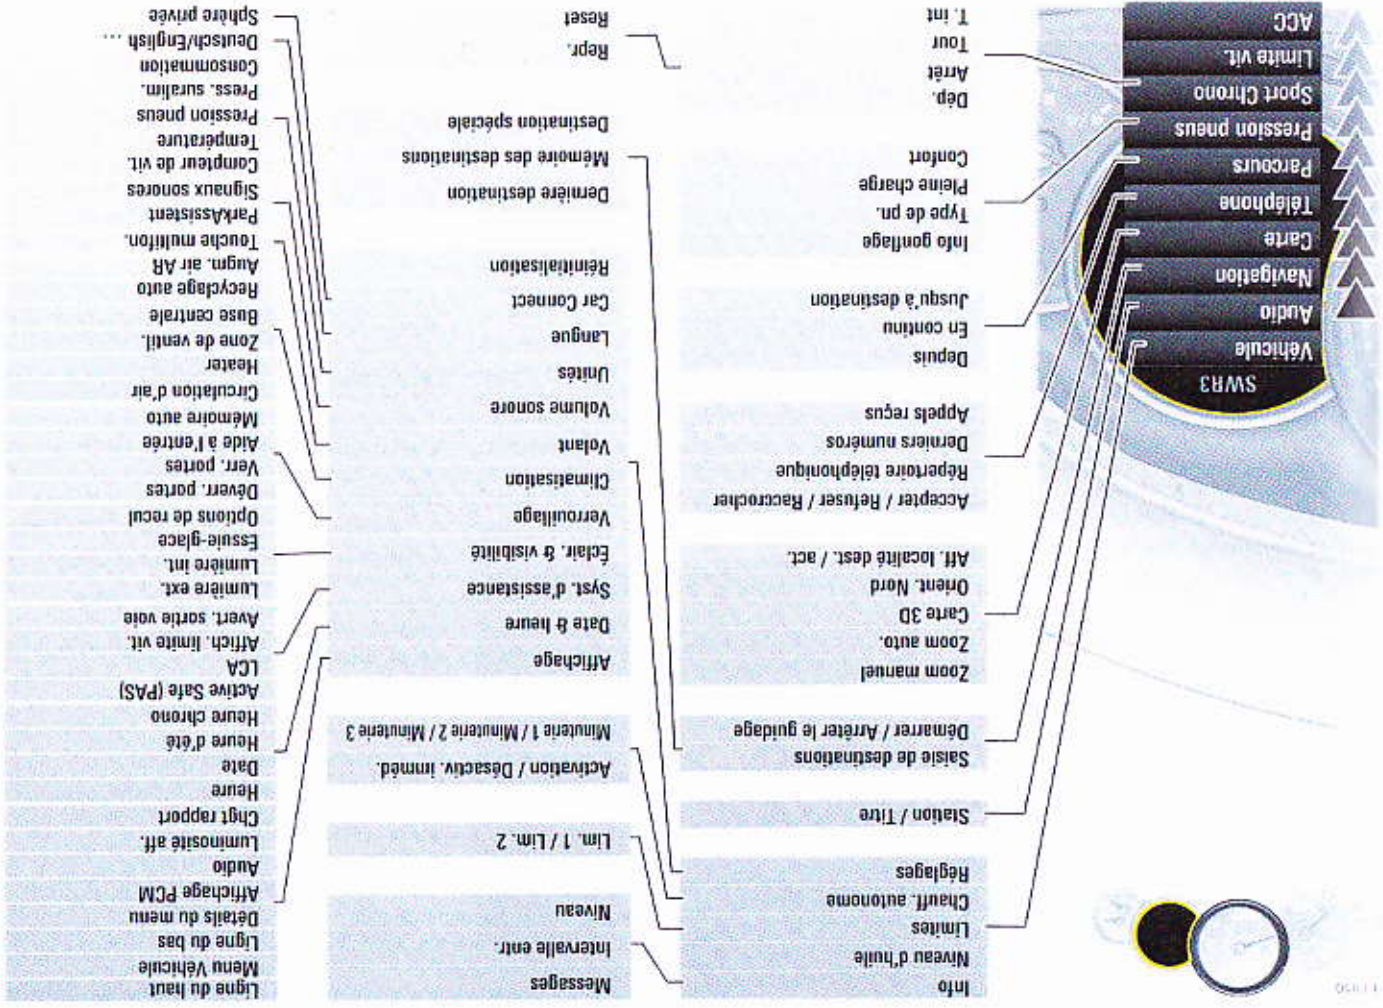 SWR3
Véhicule
Audio
Navigation
Carte
Téléphone
Parcours
Pression pneus
Sport Chrono
Limite vit.
ACC
Info
Niveau d'huile
Limites
Chauff. autonome
Réglages
Station / Titre
Saisie de destinations
Démarrer / Arrêter le guidage
Zoom manuel
Zoom auto.
Carte 3D
Orient. Nord
Aff. localité dest. / act.
Accepter / Refuser / Raccrocher
Répertoire téléphonique
Derniers numéros
Appels reçus
Depuis
En continu
Jusqu'à destination
Info gonflage
Type de pn.
Pleine charge
Confort
Dép.
Arrêt
Tour
T. int
Messages
Intervalle entr.
Niveau
Lim. 1 / Lim. 2
Activation / Désactiv. imméd.
Minuterie 1 / Minuterie 2 / Minuterie 3
Affichage
Date & heure
Syst. d'assistance
Éclair. & visibilité
Verrouillage
Climatisation
Volant
Volume sonore
Unités
Langue
Car Connect
Réinitialisation
Dernière destination
Mémoire des destinations
Destination spéciale
Repr.
Reset
Ligne du haut
Menu Véhicule
Ligne du bas
Détails du menu
Affichage PCM
Audio
Luminosité aff.
Chgt rapport
Heure
Date
Heure d'été
Heure chrono
Active Safe (PAS)
LCA
Affich limite vit.
Avert. sortie voie
Lumière ext.
Lumière int.
Essuie-glace
Options de recul
Déverr. portes
Verr. portes
Aide à l'entrée
Mémoire auto
Circulation d'air
Heater
Zone de ventil.
Buse centrale
Recyclage auto
Augm. air AR
Touche multifon.
ParkAssistent
Signaux sonores
Compteur de vit.
Température
Pression pneus
Press. suralim.
Consommation
Deutsch/English ...
Sphère privée